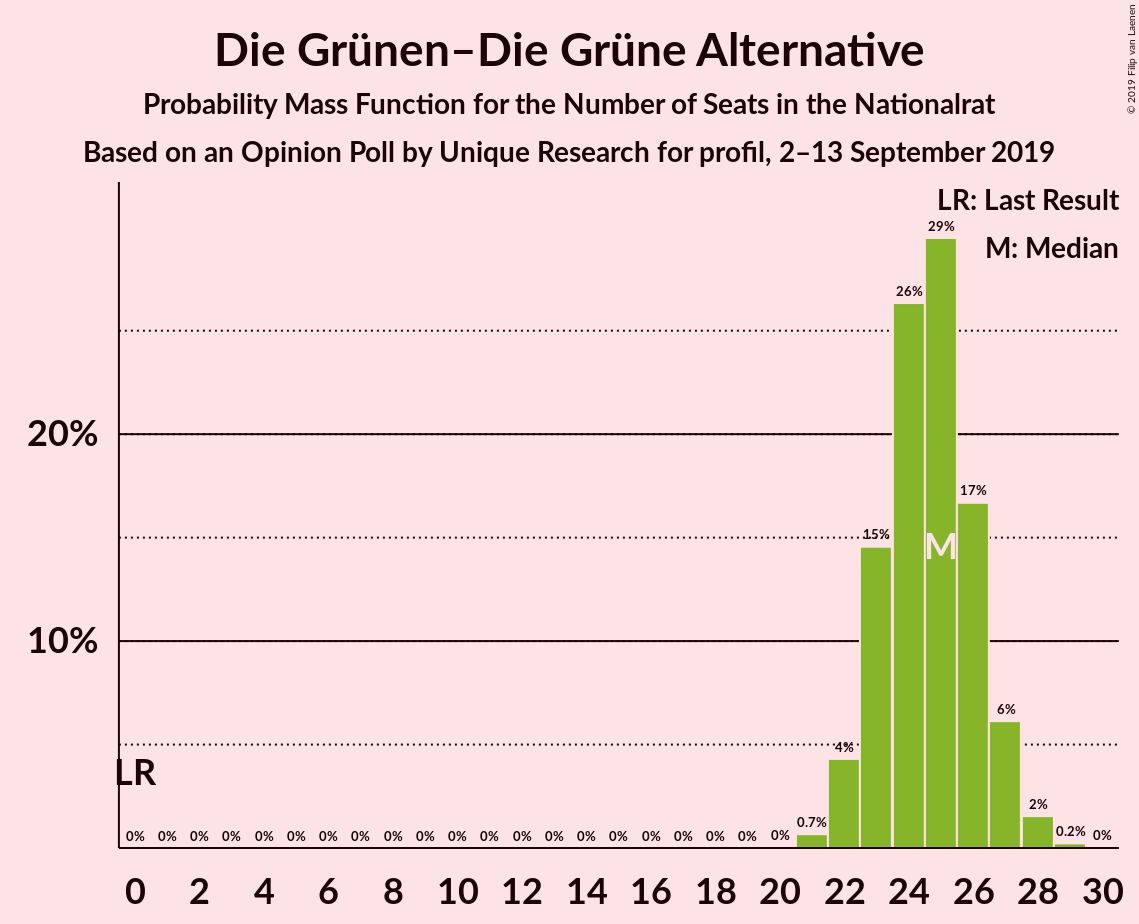 Die Grünen–Die Grüne Alternative
Probability Mass Function for the Number of Seats in the Nationalrat
Based on an Opinion Poll by Unique Research for profil, 2–13 September 2019
© 2019 Filip van Laenen
LR: Last Result
M: Median
29%
26%
20%
17%
15%
M
10%
6%
4%
LR
2%
0% 0% 0% 0% 0% 0% 0% 0% 0% 0% 0% 0% 0% 0% 0% 0% 0% 0% 0% 0% 0% 0.7% 0.2% 0%
0 2 4 6 8 10 12 14 16 18 20 22 24 26 28 30